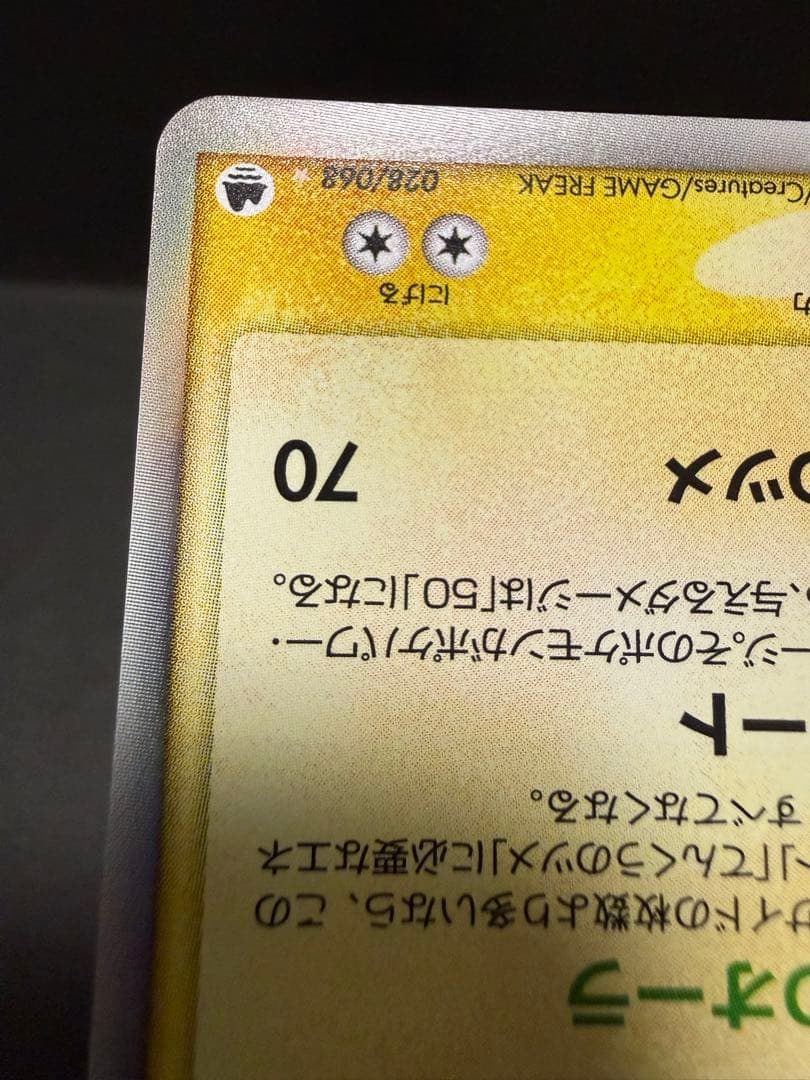 のオーラ
サイドの枚数より多いなら、この
」「てんくうのツメ」に必要なエネ
すべてなくなる。
ート
ージ。そのポケモンがポケパワー・
、与えるダメージは「50」になる。
のツメ 70
カ にげる
/Creatures/GAME FREAK 028/068 ★